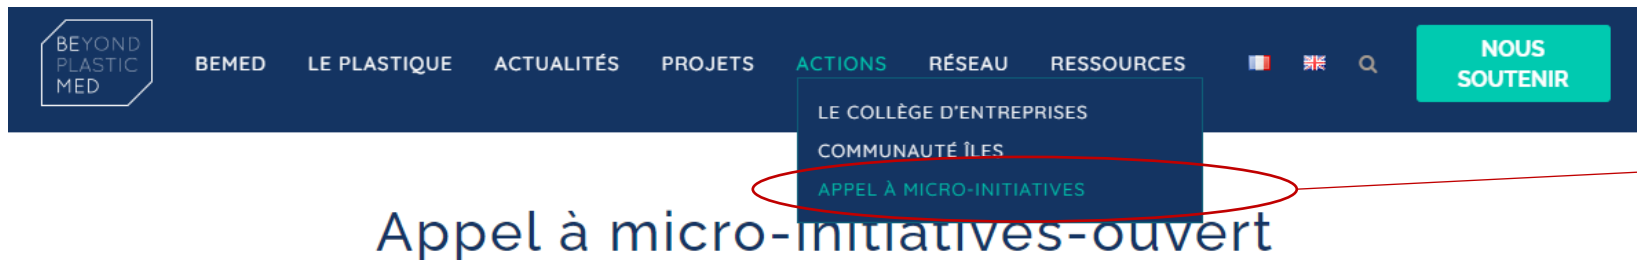 BEYOND
PLASTIC
MED
BEMED LE PLASTIQUE ACTUALITÉS PROJETS ACTIONS RÉSEAU RESSOURCES
NOUS
SOUTENIR
LE COLLÈGE D'ENTREPRISES
COMMUNAUTÉ ÎLES
APPEL À MICRO-INITIATIVES
Appel à micro-initiatives-ouvert